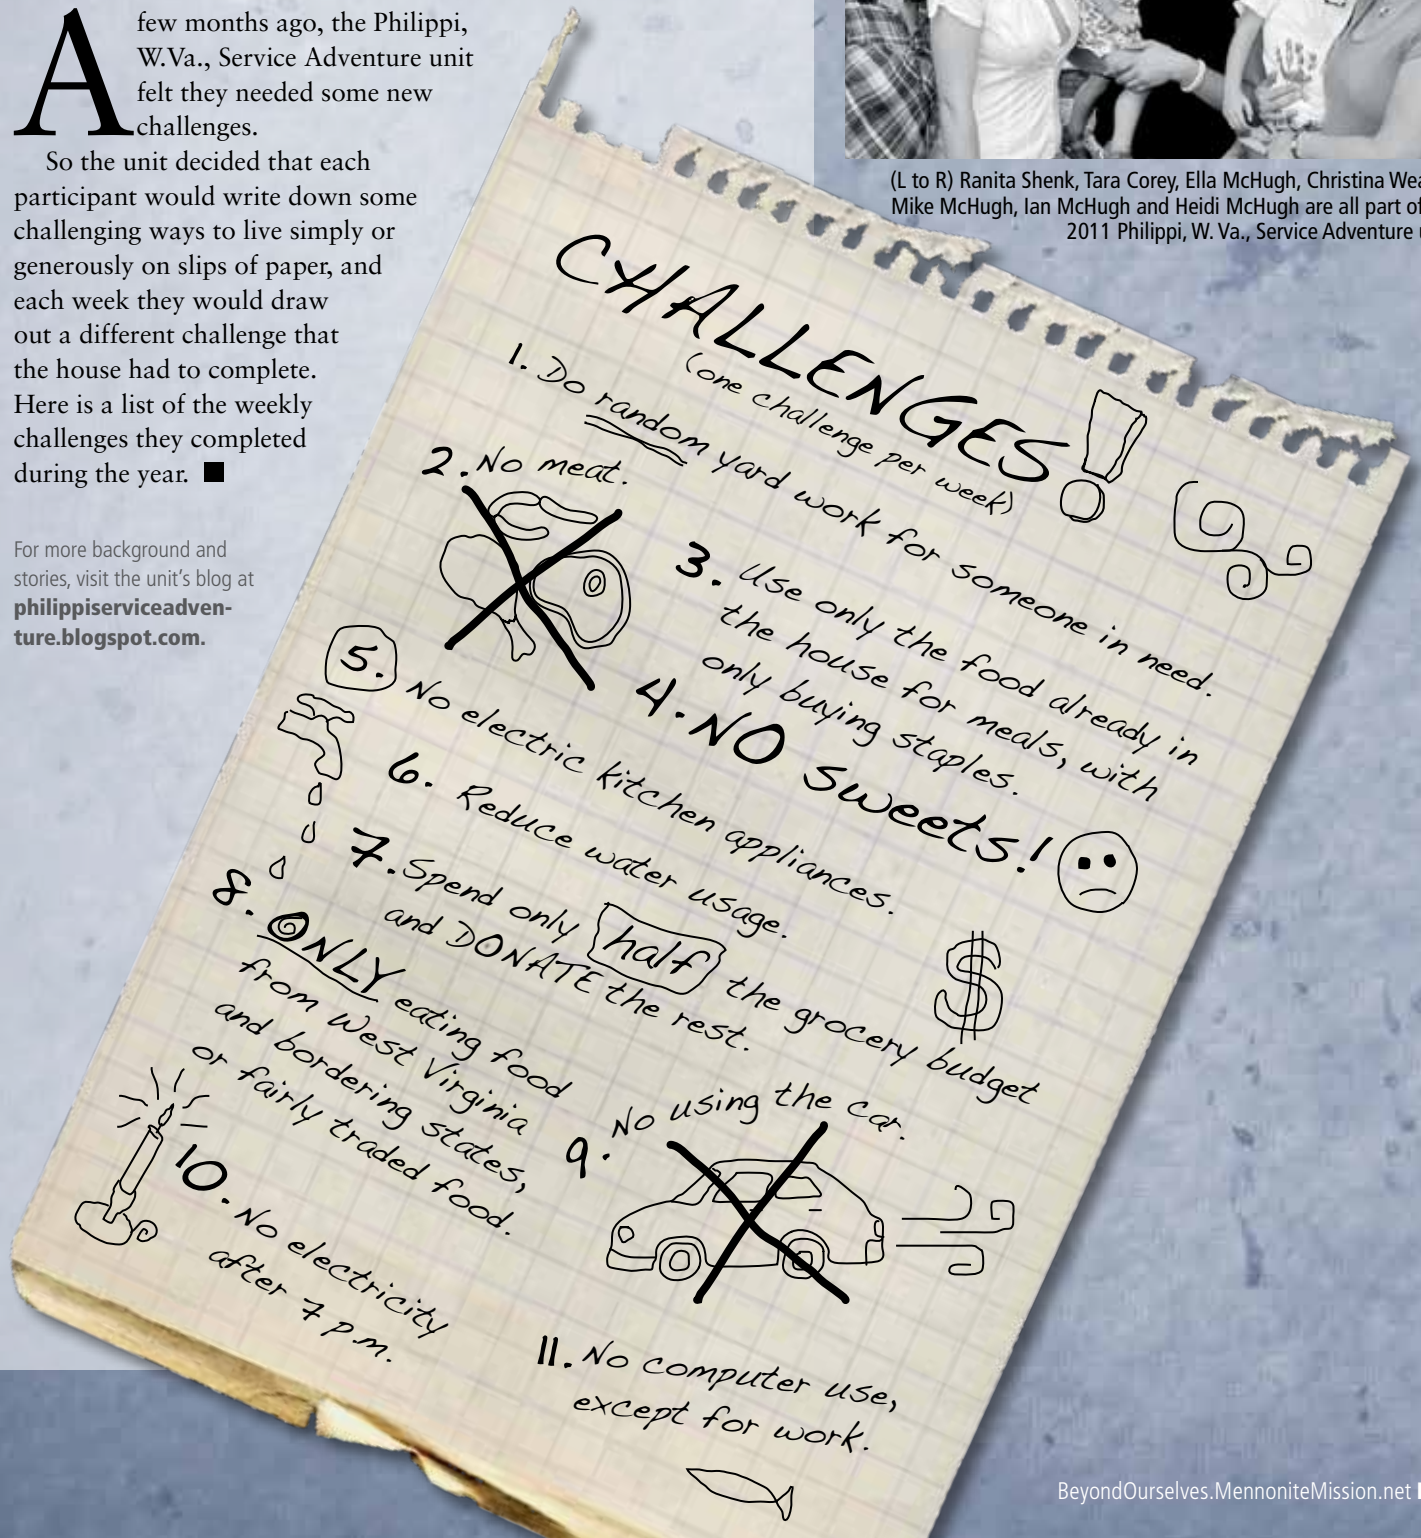 A few months ago, the Philippi,
W.Va., Service Adventure unit
felt they needed some new
challenges.
So the unit decided that each
participant would write down some
challenging ways to live simply or
generously on slips of paper, and
each week they would draw
out a different challenge that
the house had to complete.
Here is a list of the weekly
challenges they completed
during the year. ■
For more background and
stories, visit the unit's blog at
philippiserviceadven-
ture.blogspot.com.
(L to R) Ranita Shenk, Tara Corey, Ella McHugh, Christina
Mike McHugh, Ian McHugh and Heidi McHugh are all part of
2011 Philippi, W. Va., Service Adventure
CHALLENGES!
(one challenge per week)
1. Do random yard work for someone in need.
2. No meat.
3. Use only the food already in
the house for meals, with
only buying staples.
4. NO sweets!
5. No electric kitchen appliances.
6. Reduce water usage.
7. Spend only half the grocery budget
and DONATE the rest.
$
8. ONLY eating food
from West Virginia
and bordering states,
or fairly traded food.
9. No using the car.
10. No electricity
after 7 p.m.
11. No computer use,
except for work.
BeyondOurselves.MennoniteMission.net